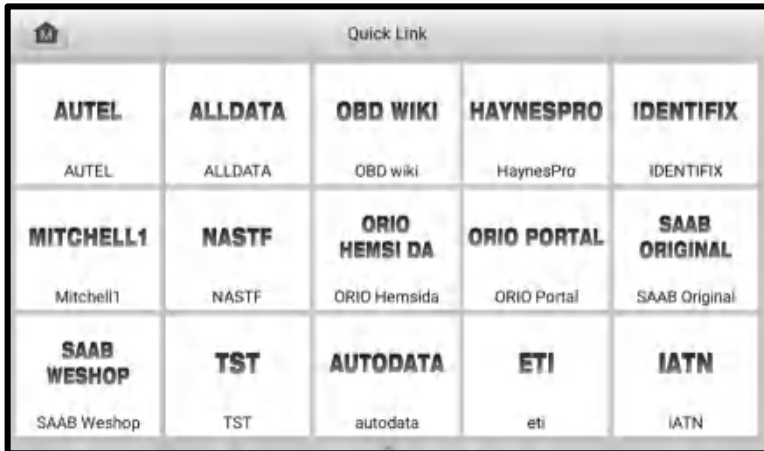 Quick Link
AUTEL
AUTEL
ALLDATA
ALLDATA
OBD WIKI
OBD wiki
HAYNESPRO
HaynesPro
IDENTIFIX
IDENTIFIX
MITCHELL1
Mitchell1
NASTF
NASTF
ORIO
HEMSI DA
ORIO Hemsida
ORIO PORTAL
ORIO Portal
SAAB
ORIGINAL
SAAB Original
SAAB
WESHOP
SAAB Weshop
TST
TST
AUTODATA
autodata
ETI
eti
IATN
iATN